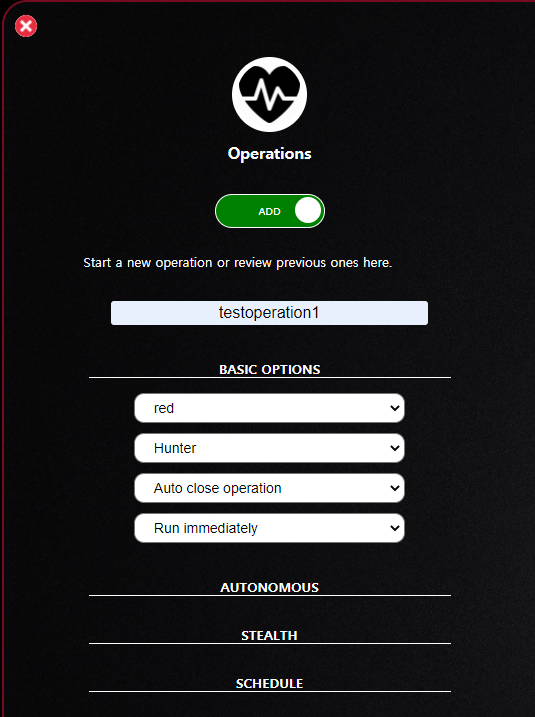 Operations
ADD
Start a new operation or review previous ones here.
testoperation1
BASIC OPTIONS
red
Hunter
Auto close operation
Run immediately
AUTONOMOUS
STEALTH
SCHEDULE